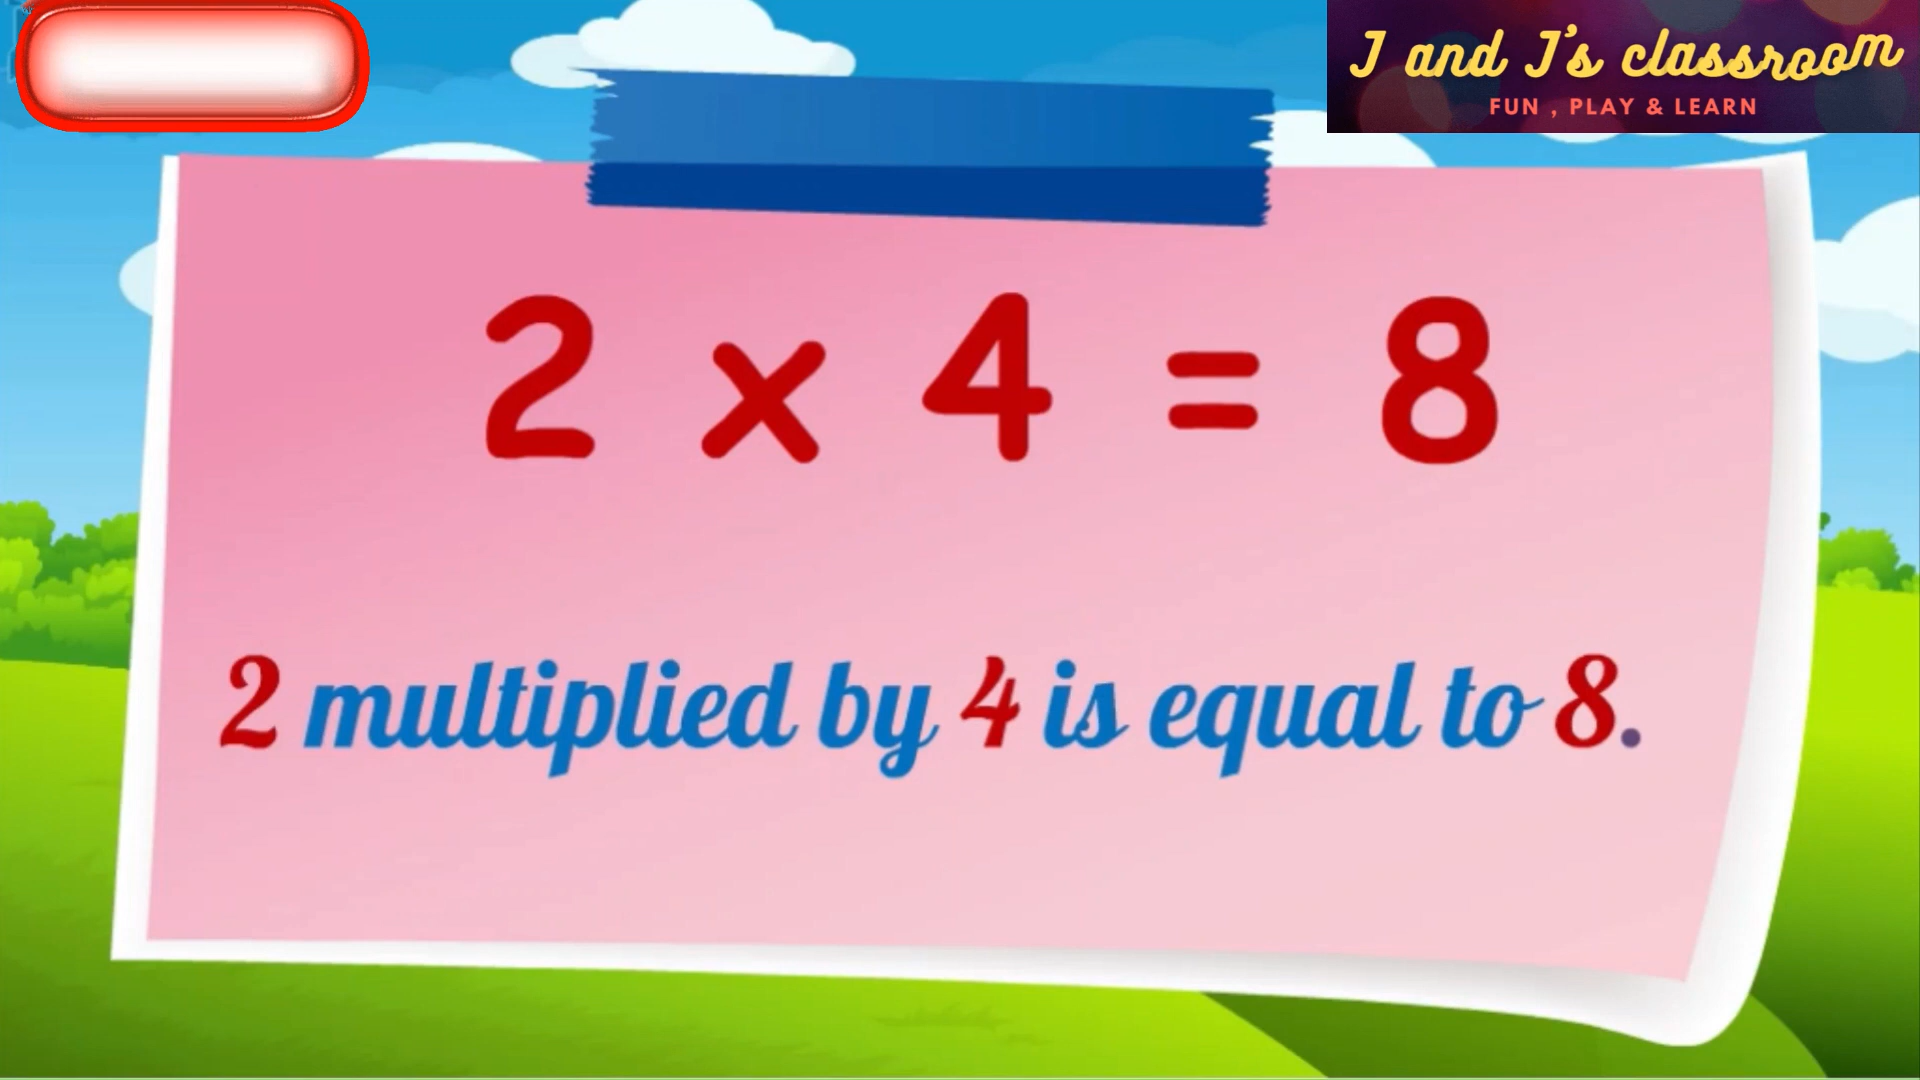 J and J's classroom
FUN , PLAY & LEARN
2 x 4 = 8
2 multiplied by 4 is equal to 8.